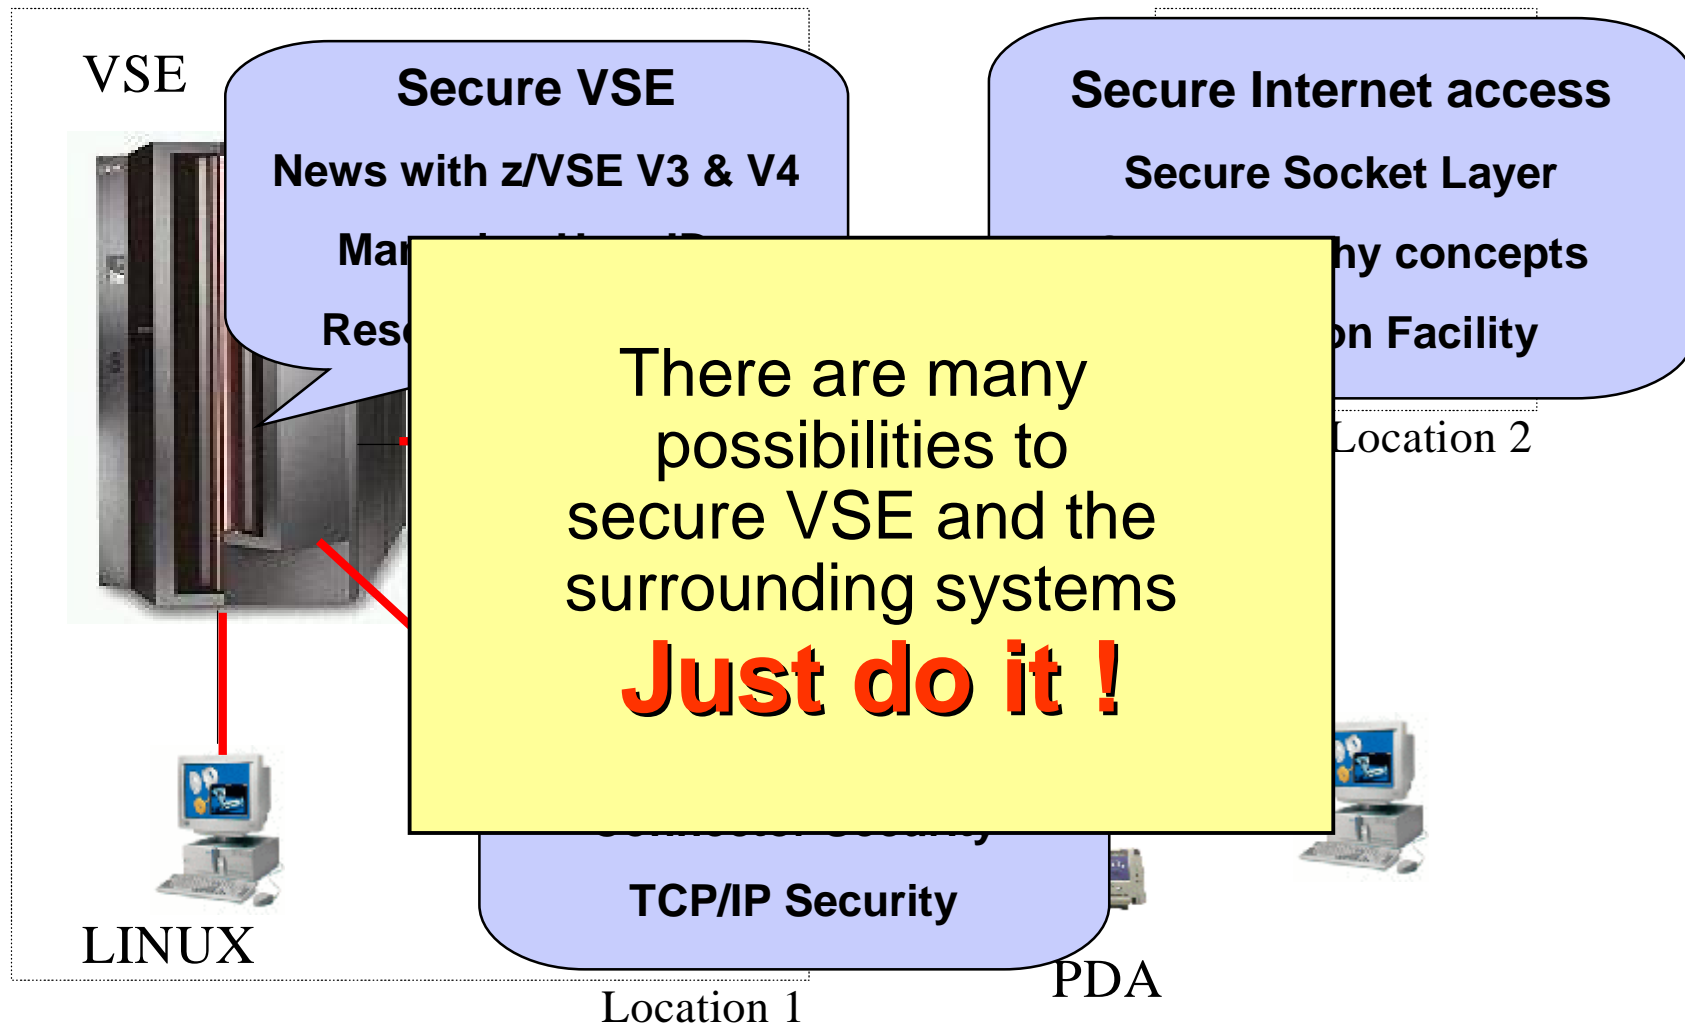 VSE
Secure VSE
News with z/VSE V3 & V4
Secure Internet access
Secure Socket Layer
concepts
Facility
There are many
possibilities to
secure VSE and the
surrounding systems
Just do it !
Location 2
Connector Security
TCP/IP Security
LINUX
PDA
Location 1